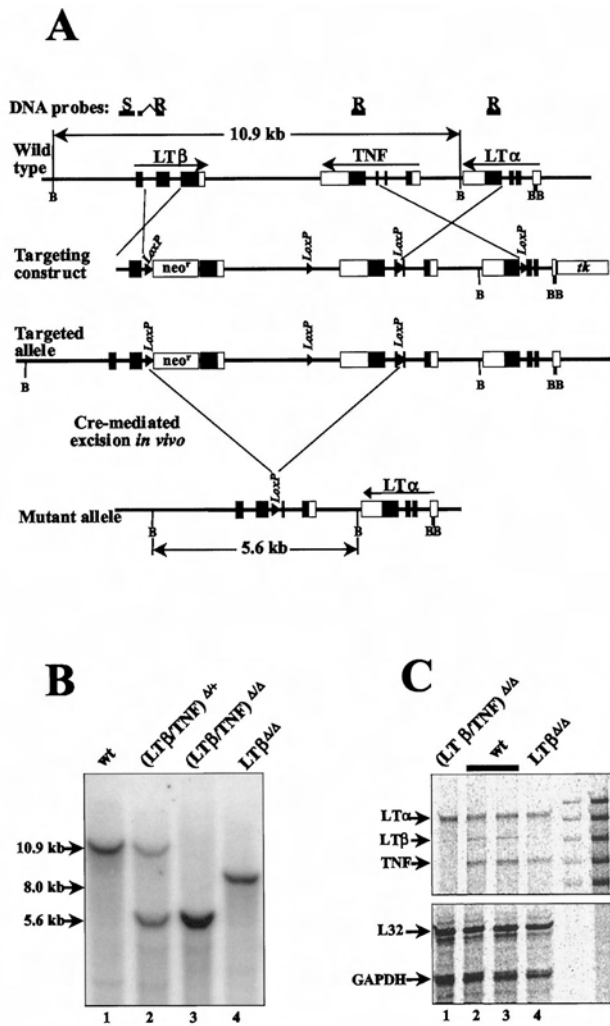 A
DNA probes: S R R R
10.9 kb
Wild type LTβ TNF LTα
B B BB
Targeting construct LoxP neoʳ LoxP LoxP LoxP tk
B BB
Targeted allele LoxP neoʳ LoxP LoxP
B B BB
Cre-mediated excision in vivo
LoxP LTα
Mutant allele
B B BB
5.6 kb
B
wt (LTβ/TNF) Δ/+ (LTβ/TNF) Δ/Δ LTβ Δ/Δ
10.9 kb
8.0 kb
5.6 kb
1 2 3 4
C
(LT β/TNF) Δ/Δ wt LTβ Δ/Δ
LTα
LTβ
TNF
L32
GAPDH
1 2 3 4